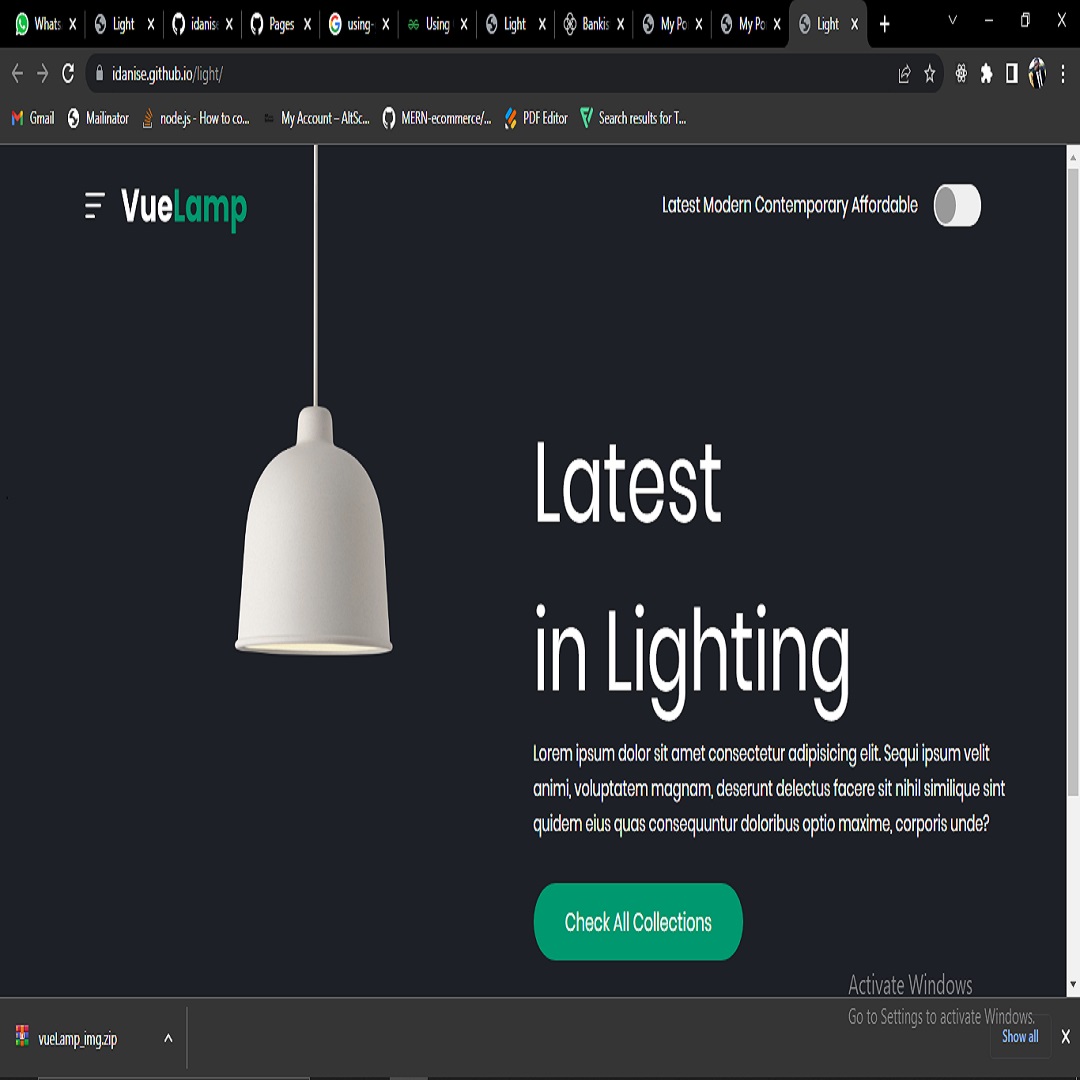 Whats
Light
idanise
Pages
using-
Using
Light
Bankis
My Po
My Po
Light
idanise.github.io/light/
Gmail
Mailinator
node.js - How to co...
My Account – AltSc...
MERN-ecommerce/...
PDF Editor
Search results for T...
VueLamp
Latest Modern Contemporary Affordable
Latest
in Lighting
Lorem ipsum dolor sit amet consectetur adipisicing elit. Sequi ipsum velit
animi, voluptatem magnam, deserunt delectus facere sit nihil similique sint
quidem eius quas consequuntur doloribus optio maxime, corporis unde?
Check All Collections
Activate Windows
Go to Settings to activate Windows.
vueLamp_img.zip
Show all